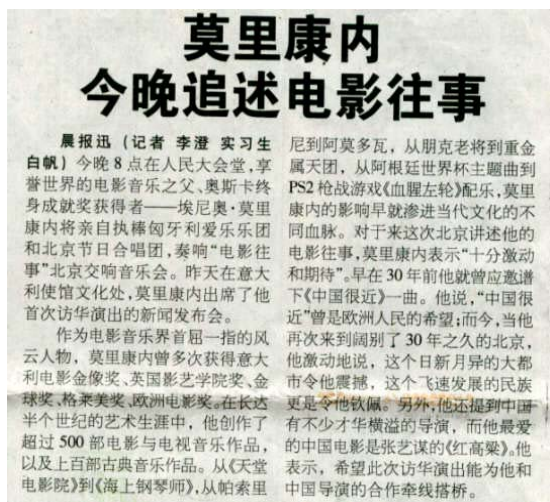 莫里康内
今晚追述电影往事
晨报迅（记者 李澄 实习生
白帆）今晚8点在人民大会堂，享
誉世界的电影音乐之父、奥斯卡终
身成就奖获得者——埃尼奥·莫里
康内将亲自执棒匈牙利爱乐乐团
和北京节日合唱团，奏响“电影往
事”北京交响音乐会。昨天在意大
利使馆文化处，莫里康内出席了他
首次访华演出的新闻发布会。
作为电影音乐界首屈一指的风
云人物，莫里康内曾多次获得意大
利电影金像奖、英国影艺学院奖、金
球奖、格莱美奖、欧洲电影奖。在长达
半个世纪的艺术生涯中，他创作了
超过500部电影与电视音乐作品，
以及上百部古典音乐作品。从《天堂
电影院》到《海上钢琴师》，从帕索里
尼到阿莫多瓦，从朋克老将到重金
属天团，从阿根廷世界杯主题曲到
PS2枪战游戏《血腥左轮》配乐，莫里
康内的影响早就渗进当代文化的不
同血脉。对于来这次北京讲述他的
电影往事，莫里康内表示“十分激动
和期待”。早在30年前他就曾应邀谱
下《中国很近》一曲。他说，“中国很
近”曾是欧洲人民的希望；而今，当他
再次来到阔别了30年之久的北京，
他激动地说，这个日新月异的大都
市令他震撼，这个飞速发展的民族
更是令他钦佩。另外，他还提到中国
有不少才华横溢的导演，而他最爱
的中国电影是张艺谋的《红高粱》。他
表示，希望此次访华演出能为他和
中国导演的合作牵线搭桥。